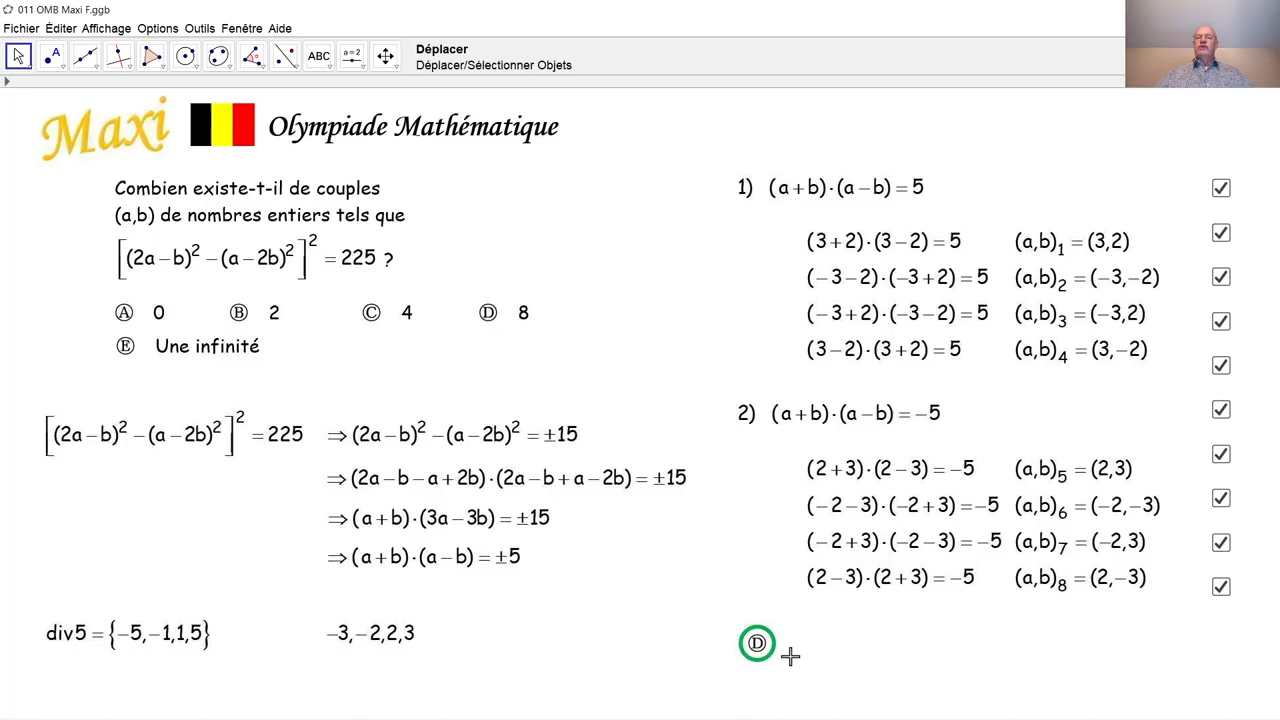 011 OMB Maxi F.ggb
Fichier Éditer Affichage Options Outils Fenêtre Aide
A
ABC
a=2
Déplacer
Déplacer/Sélectionner Objets
Maxi
Olympiade Mathématique
Combien existe-t-il de couples
(a,b) de nombres entiers tels que
[(2a−b)² −(a−2b)²]² = 225 ?
Ⓐ 0 Ⓑ 2 Ⓒ 4 Ⓓ 8
Ⓔ Une infinité
[(2a−b)² −(a−2b)²]² = 225 ⇒(2a−b)² −(a−2b)² = ±15
⇒(2a−b−a+2b)·(2a−b+a−2b) = ±15
⇒(a+b)·(3a−3b) = ±15
⇒(a+b)·(a−b) = ±5
div5 = {−5,−1,1,5} −3,−2,2,3
1) (a+b)·(a−b) = 5
(3+2)·(3−2) = 5 (a,b)₁ = (3,2)
(−3−2)·(−3+2) = 5 (a,b)₂ = (−3,−2)
(−3+2)·(−3−2) = 5 (a,b)₃ = (−3,2)
(3−2)·(3+2) = 5 (a,b)₄ = (3,−2)
2) (a+b)·(a−b) = −5
(2+3)·(2−3) = −5 (a,b)₅ = (2,3)
(−2−3)·(−2+3) = −5 (a,b)₆ = (−2,−3)
(−2+3)·(−2−3) = −5 (a,b)₇ = (−2,3)
(2−3)·(2+3) = −5 (a,b)₈ = (2,−3)
Ⓓ